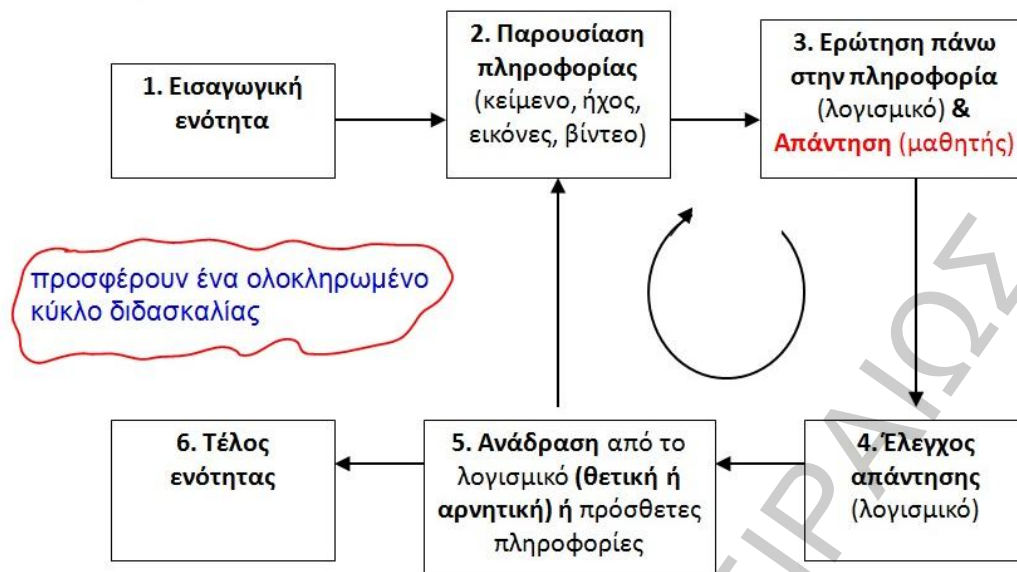 1. Εισαγωγική
ενότητα
2. Παρουσίαση
πληροφορίας
(κείμενο, ήχος,
εικόνες, βίντεο)
3. Ερώτηση πάνω
στην πληροφορία
(λογισμικό) &
Απάντηση (μαθητής)
προσφέρουν ένα ολοκληρωμένο
κύκλο διδασκαλίας
4. Έλεγχος
απάντησης
(λογισμικό)
5. Ανάδραση από το
λογισμικό (θετική ή
αρνητική) ή πρόσθετες
πληροφορίες
6. Τέλος
ενότητας
ΠΕΙΡΑΙΩΣ